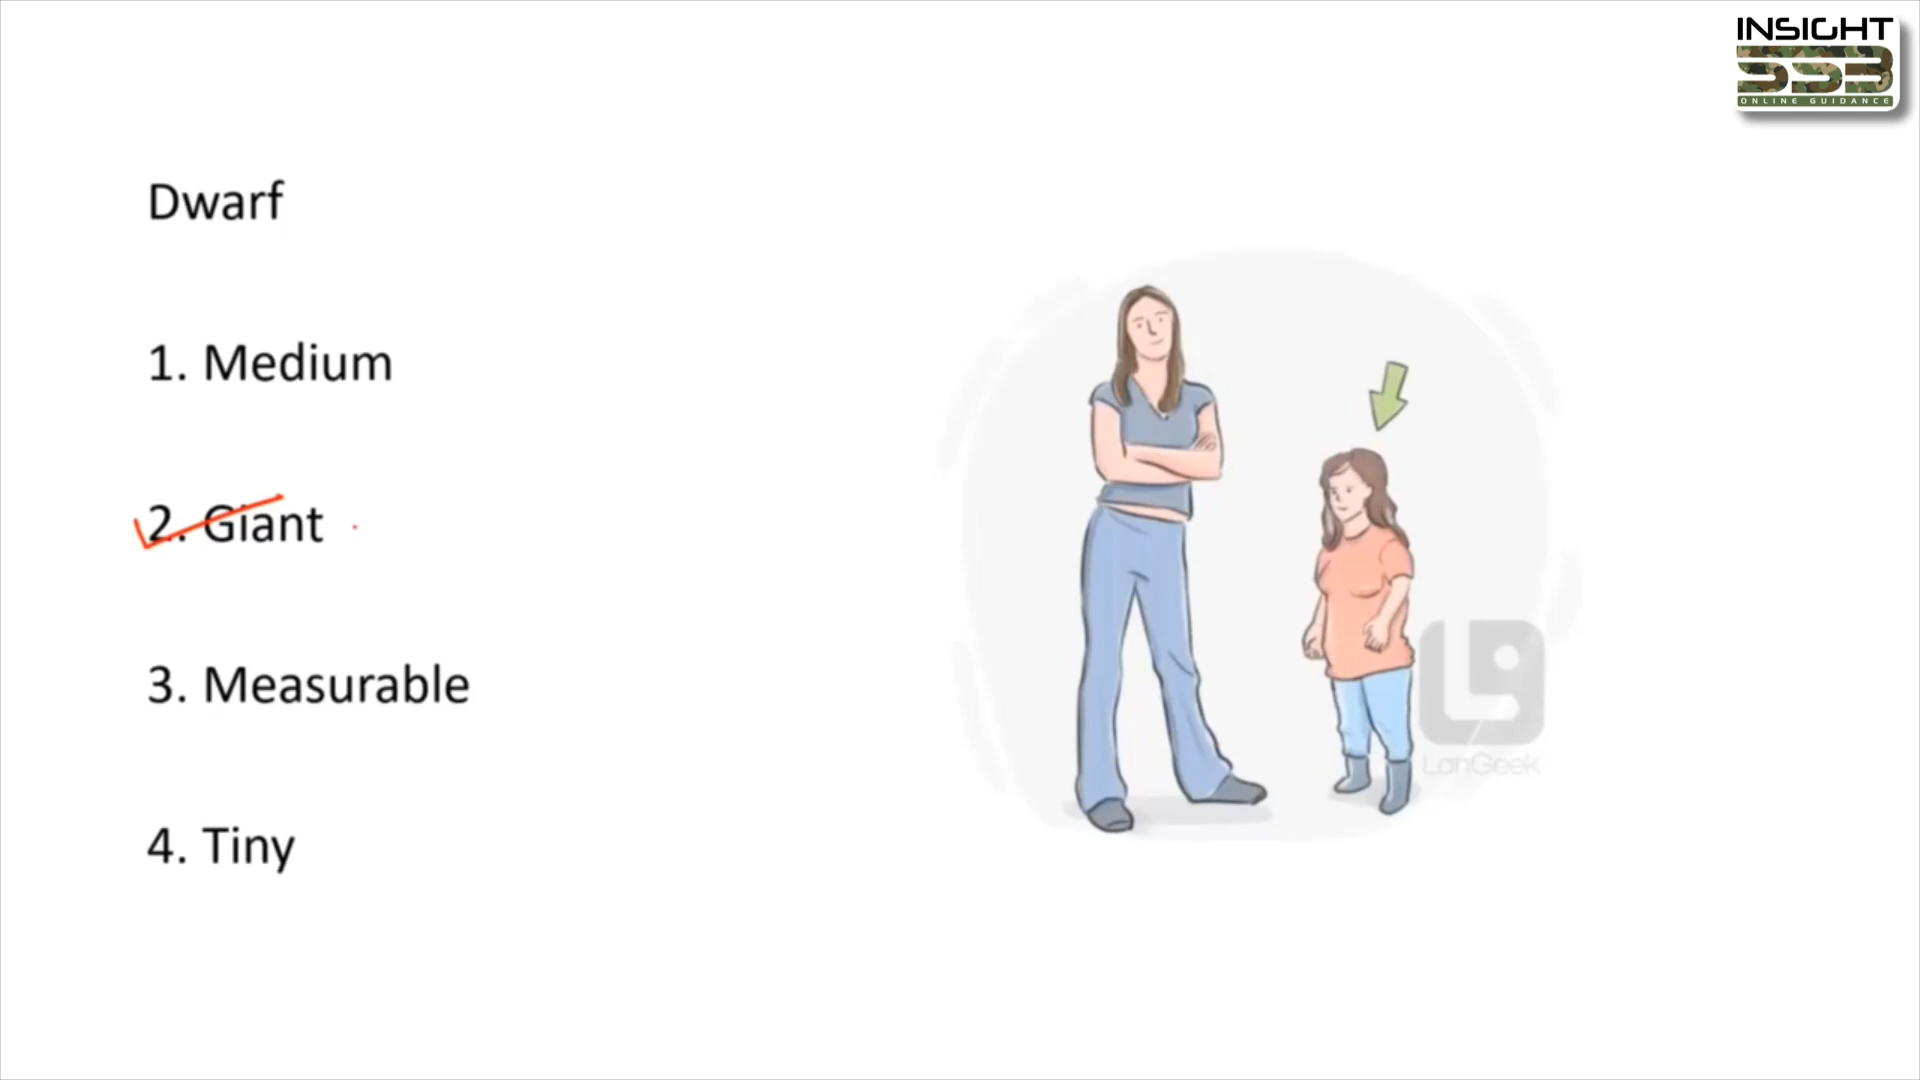 INSIGHT
SSB
ONLINE GUIDANCE
Dwarf
1. Medium
2. Giant
3. Measurable
4. Tiny
LanGeek